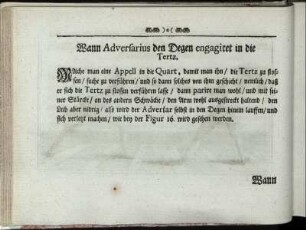 )o(
Wann Adversarius den Degen engagiret in die
Tertz.
Mache man eine Appell in die Quart, damit man ihn/ die Tertz zu stos-
sen/ suche zu verführen/ und so dann solches von ihm geschicht/ nemlich/ daß
er sich die Tertz zu stossen verführen lasse/ dann parire man wohl/ und mit sei-
ner Stärcke/ an des andern Schwäche/ den Arm wohl ausgestreckt haltend/ den
Leib aber niedrig/ also wird der Adversar selbst in den Degen hinein lauffen/ und
sich verletzt machen/ wie bey der Figur 16. wird gesehen werden.
Wann